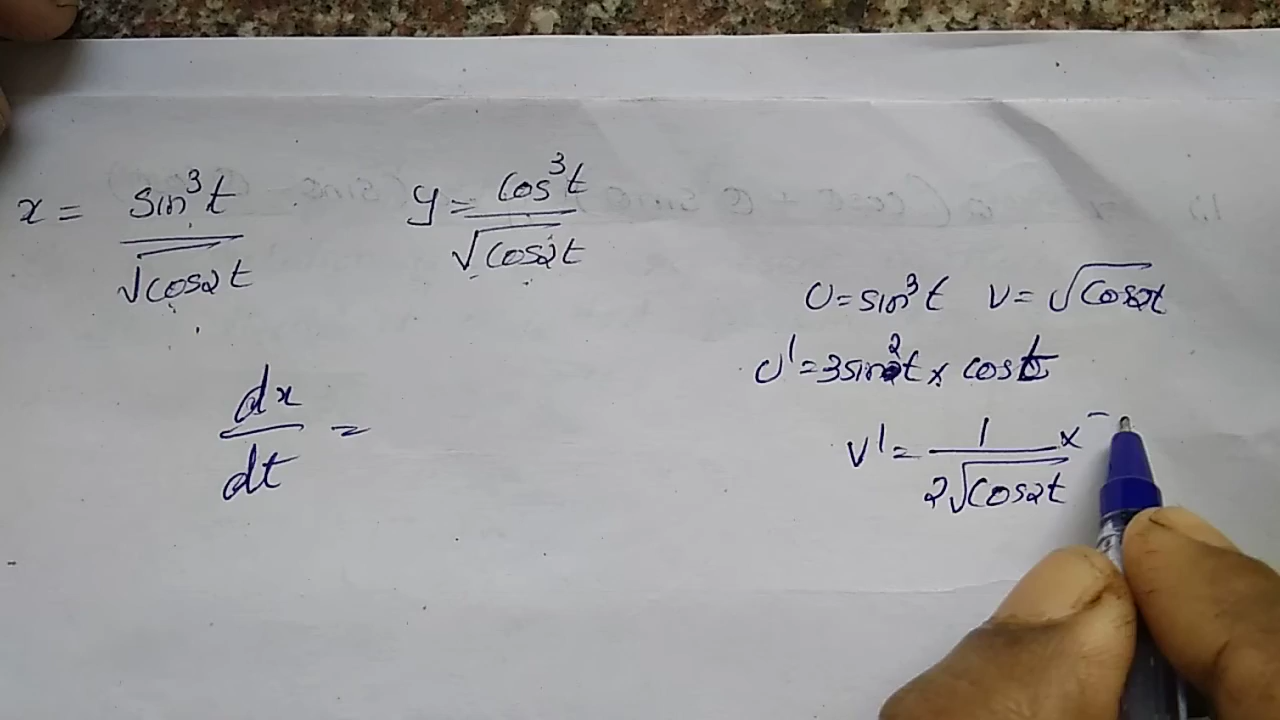 x = sin³t / √cos2t    y = cos³t / √cos2t
U = sin³t    V = √cos2t
U' = 3sin²t × cost
dx/dt =
V' = 1 / 2√cos2t × -